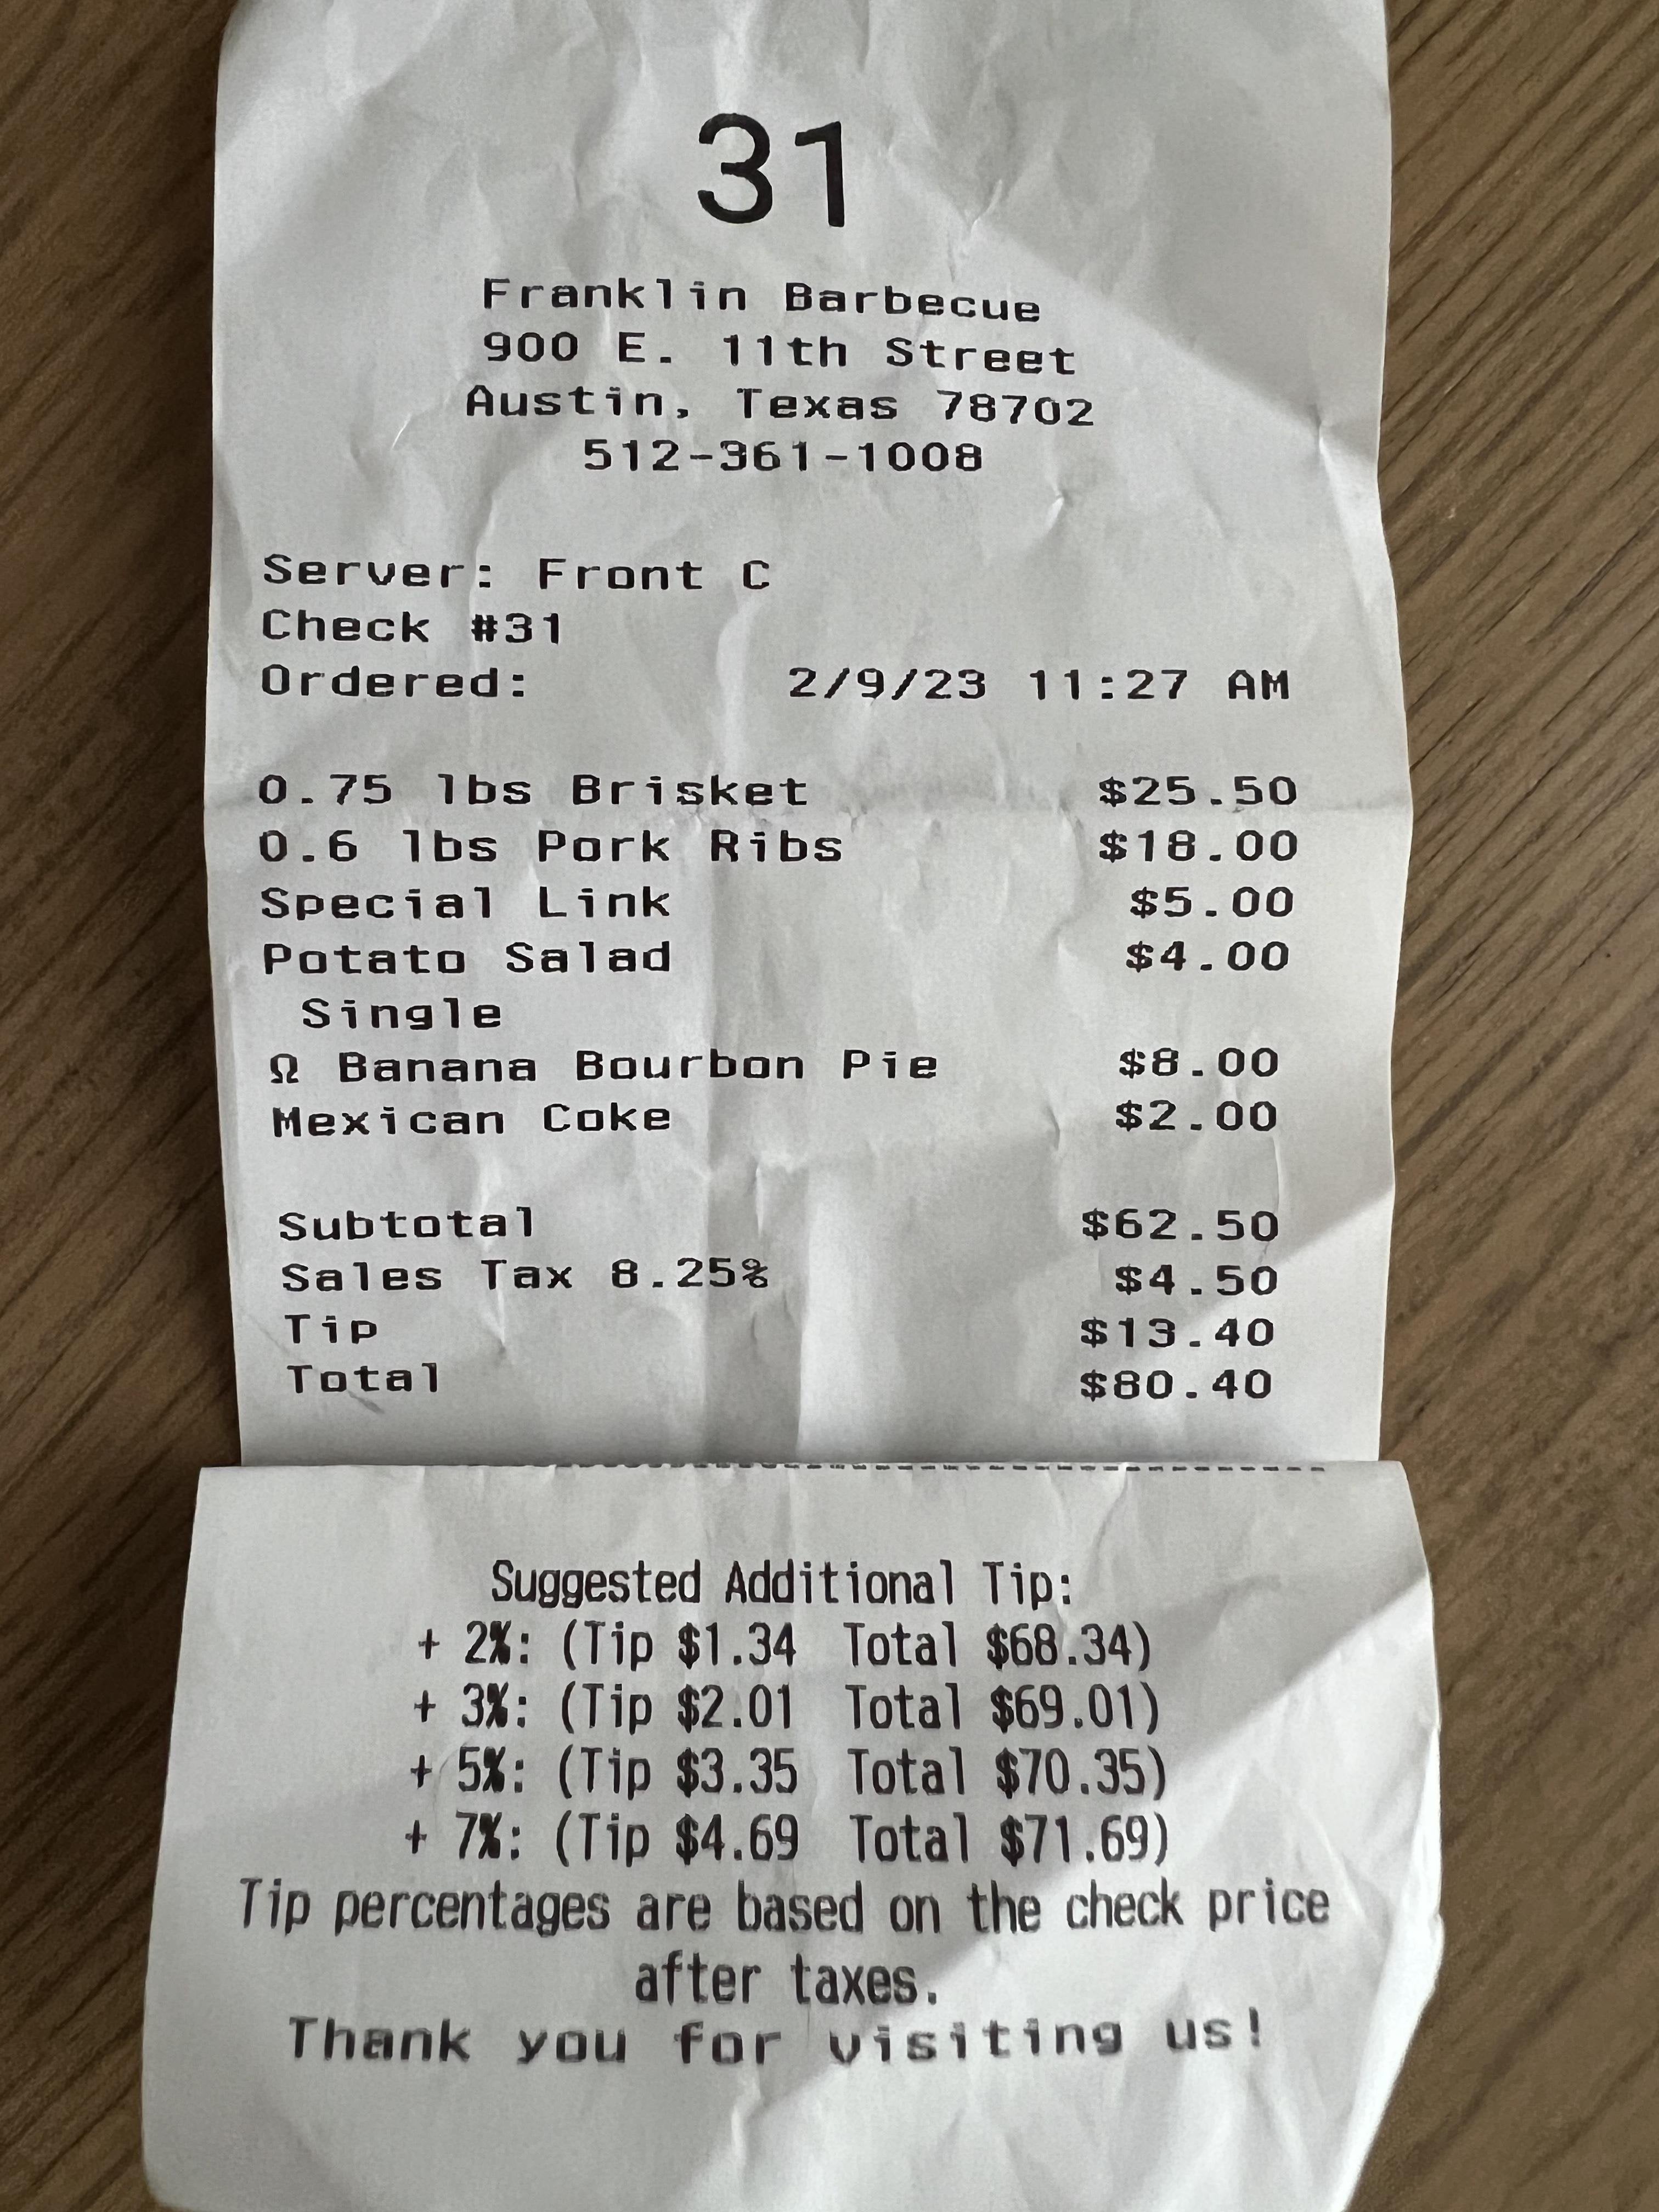 31
Franklin Barbecue
900 E. 11th Street
Austin, Texas 78702
512-361-1008
Server: Front C
Check #31
Ordered: 2/9/23 11:27 AM
0.75 lbs Brisket $25.50
0.6 lbs Pork Ribs $18.00
Special Link $5.00
Potato Salad $4.00
Single
Ω Banana Bourbon Pie $8.00
Mexican Coke $2.00
Subtotal $62.50
Sales Tax 8.25% $4.50
Tip $13.40
Total $80.40
Suggested Additional Tip:
+ 2%: (Tip $1.34 Total $68.34)
+ 3%: (Tip $2.01 Total $69.01)
+ 5%: (Tip $3.35 Total $70.35)
+ 7%: (Tip $4.69 Total $71.69)
Tip percentages are based on the check price
after taxes.
Thank you for visiting us!